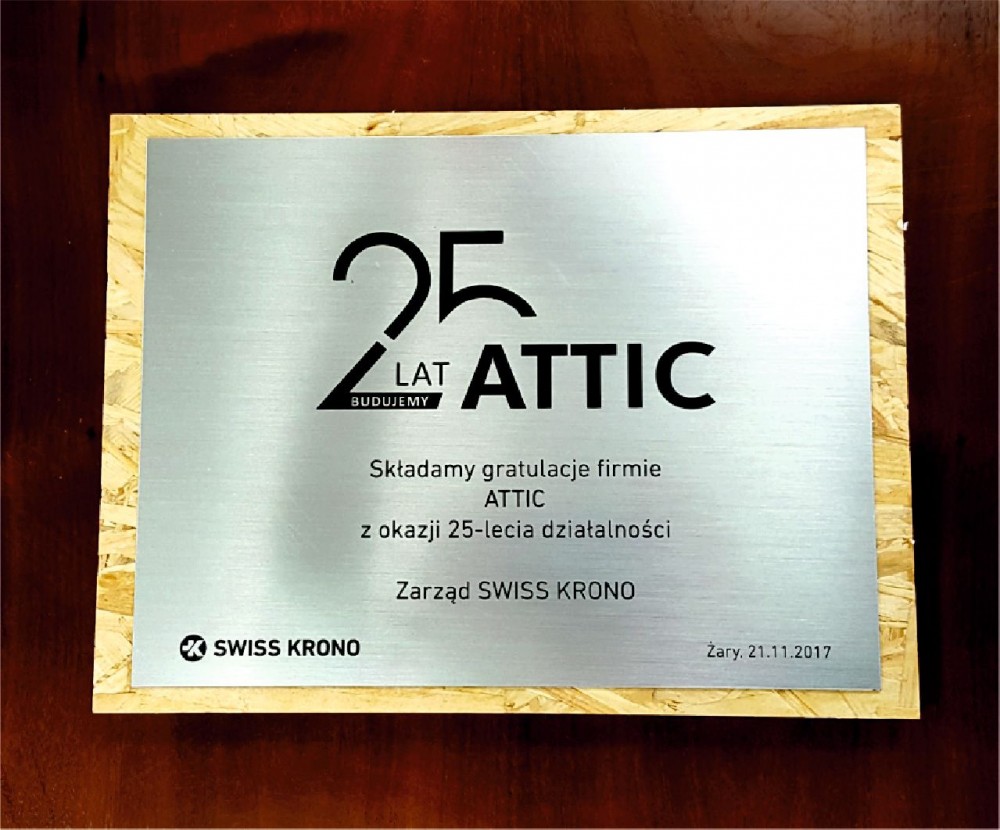 25
LAT
BUDUJEMY
ATTIC
Składamy gratulacje firmie
ATTIC
z okazji 25-lecia działalności
Zarząd SWISS KRONO
SWISS KRONO
Żary, 21.11.2017